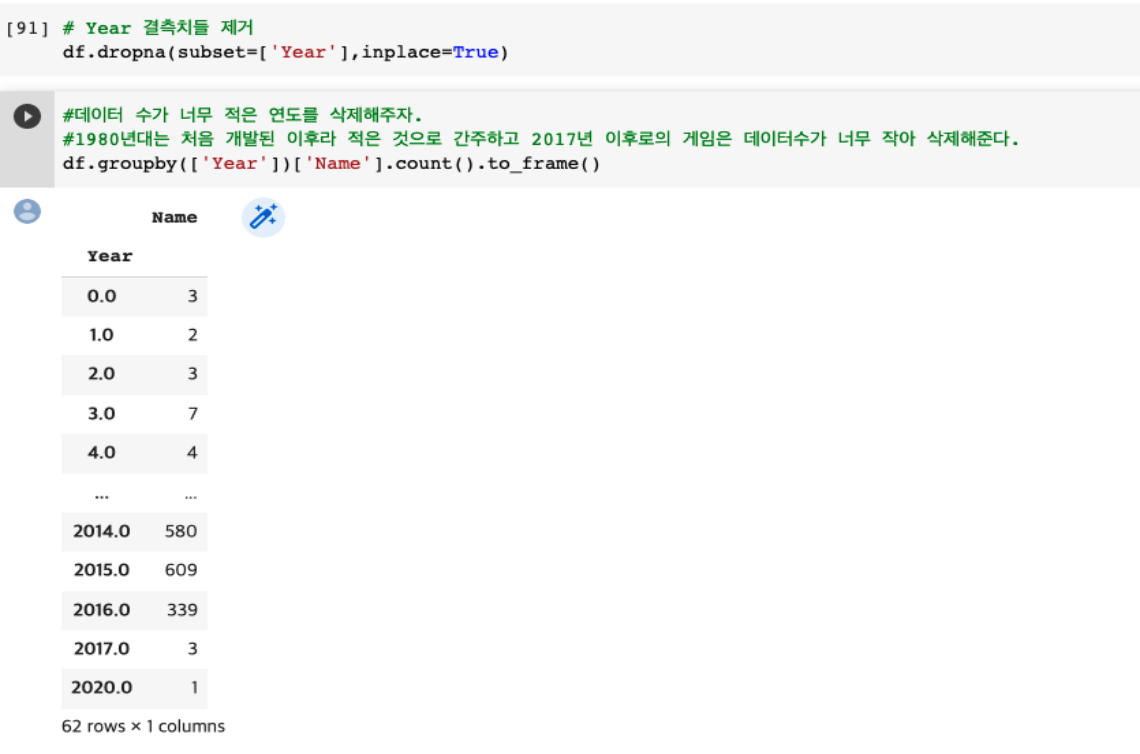 [91] # Year 결측치들 제거
df.dropna(subset=['Year'],inplace=True)
#데이터 수가 너무 적은 연도를 삭제해주자.
#1980년대는 처음 개발된 이후라 적은 것으로 간주하고 2017년 이후로의 게임은 데이터수가 너무 작아 삭제해준다.
df.groupby(['Year'])['Name'].count().to_frame()
Name
Year
0.0 3
1.0 2
2.0 3
3.0 7
4.0 4
... ...
2014.0 580
2015.0 609
2016.0 339
2017.0 3
2020.0 1
62 rows × 1 columns